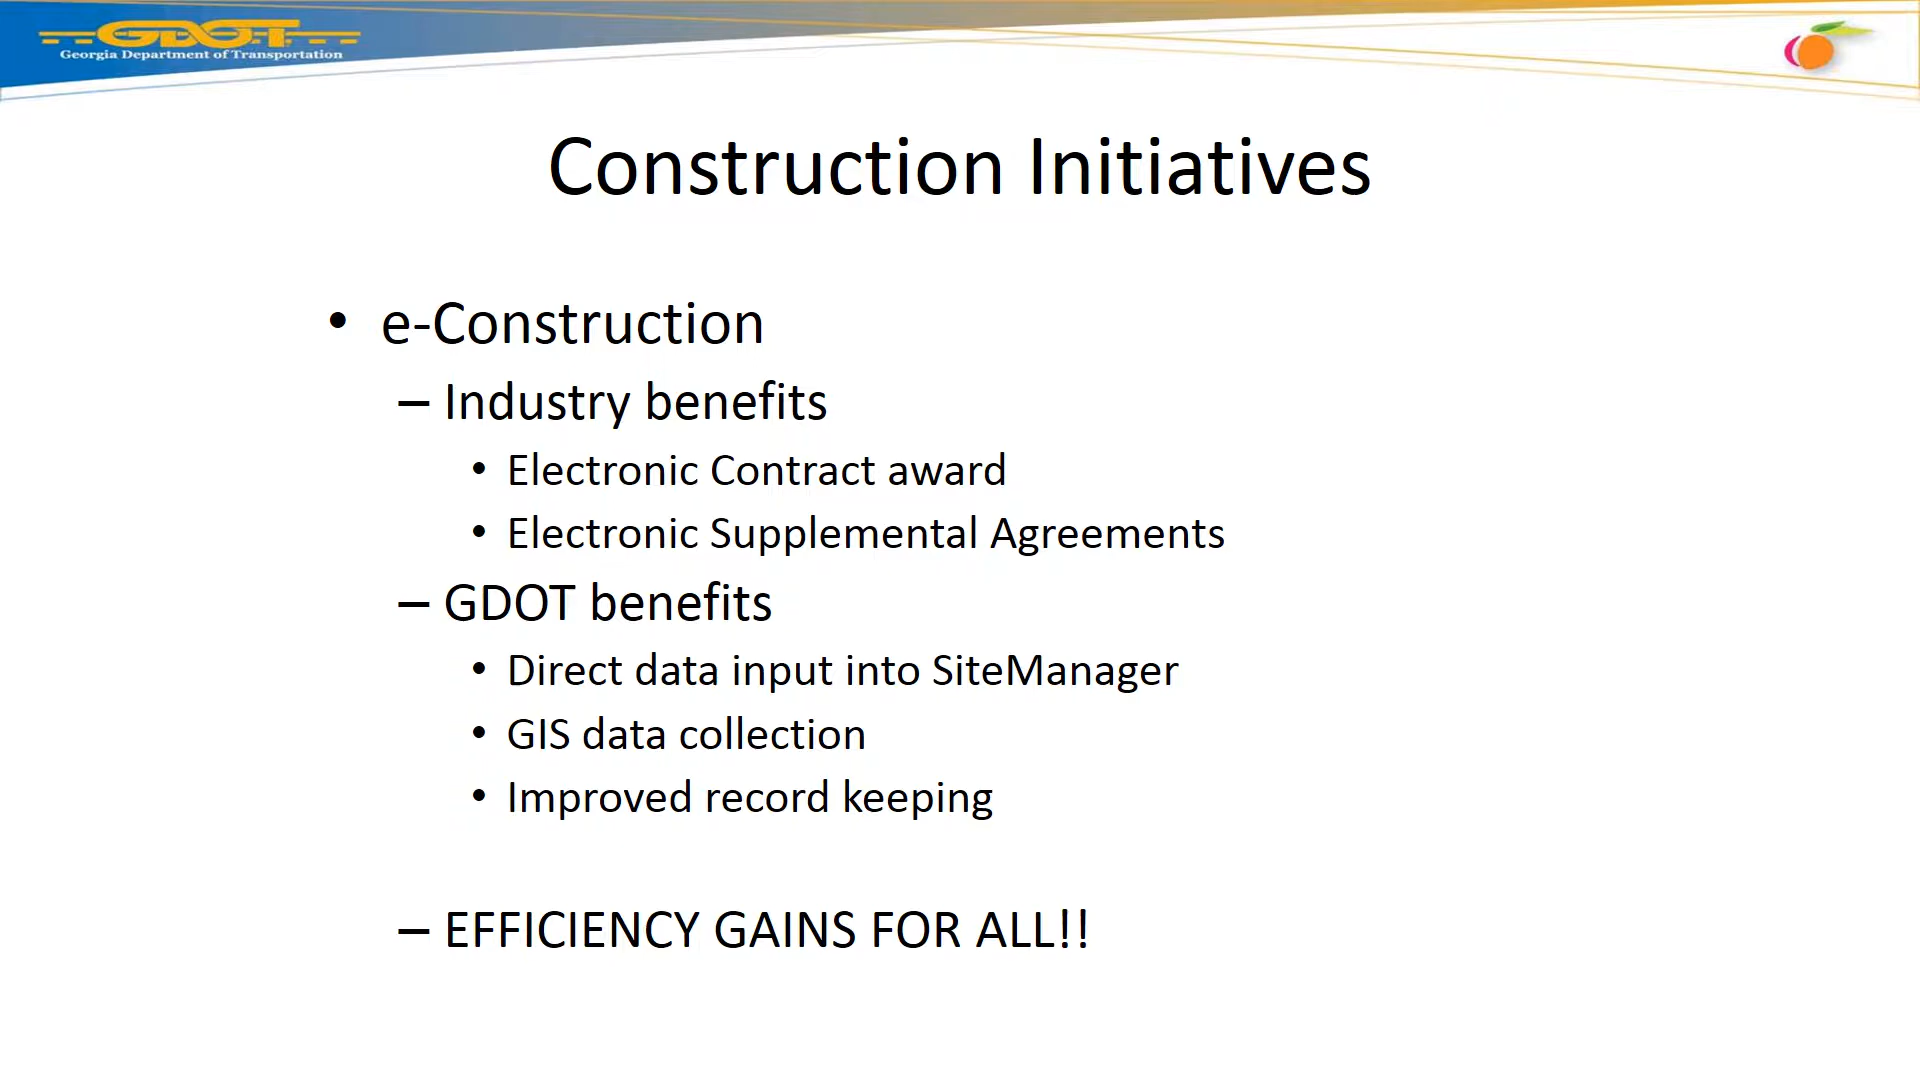 GDOT
Georgia Department of Transportation
Construction Initiatives
• e-Construction
– Industry benefits
• Electronic Contract award
• Electronic Supplemental Agreements
– GDOT benefits
• Direct data input into SiteManager
• GIS data collection
• Improved record keeping
– EFFICIENCY GAINS FOR ALL!!